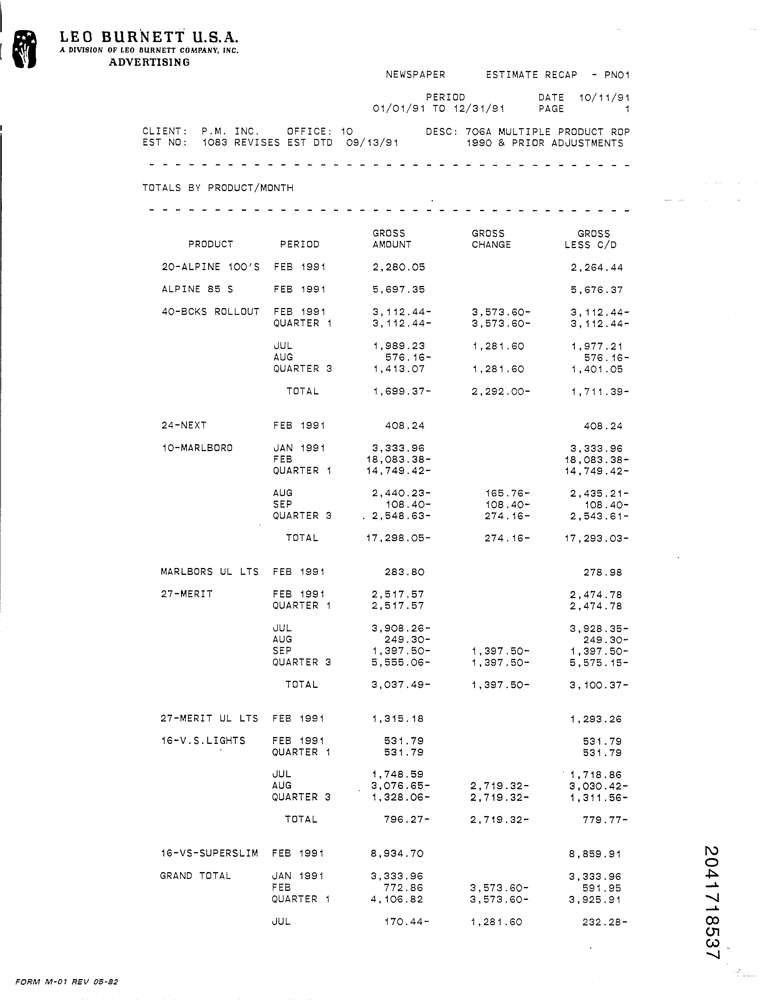 LEO BURNETT U.S.A.
A DIVISION OF LEO BURNETT COMPANY, INC.
ADVERTISING
NEWSPAPER ESTIMATE RECAP - PNO1
PERIOD DATE 10/11/91
01/01/91 TO 12/31/91 PAGE 1
CLIENT: P.M. INC. OFFICE: 10 DESC: 706A MULTIPLE PRODUCT ROP
EST NO: 1083 REVISES EST DTD 09/13/91 1990 & PRIOR ADJUSTMENTS
- - - - - - - - - - - - - - - - - - - - - - - - - - - - - - - - - - - - -
TOTALS BY PRODUCT/MONTH
- - - - - - - - - - - - - - - - - - - - - - - - - - - - - - - - - - - - -
GROSS GROSS GROSS
PRODUCT PERIOD AMOUNT CHANGE LESS C/D
20-ALPINE 100'S FEB 1991 2,280.05 2,264.44
ALPINE 85 S FEB 1991 5,697.35 5,676.37
40-BCKS ROLLOUT FEB 1991 3,112.44- 3,573.60- 3,112.44-
QUARTER 1 3,112.44- 3,573.60- 3,112.44-
JUL 1,989.23 1,281.60 1,977.21
AUG 576.16- 576.16-
QUARTER 3 1,413.07 1,281.60 1,401.05
TOTAL 1,699.37- 2,292.00- 1,711.39-
24-NEXT FEB 1991 408.24 408.24
10-MARLBORO JAN 1991 3,333.96 3,333.96
FEB 18,083.38- 18,083.38-
QUARTER 1 14,749.42- 14,749.42-
AUG 2,440.23- 165.76- 2,435.21-
SEP 108.40- 108.40- 108.40-
QUARTER 3 2,548.63- 274.16- 2,543.61-
TOTAL 17,298.05- 274.16- 17,293.03-
MARLBORS UL LTS FEB 1991 283.80 278.98
27-MERIT FEB 1991 2,517.57 2,474.78
QUARTER 1 2,517.57 2,474.78
JUL 3,908.26- 3,928.35-
AUG 249.30- 249.30-
SEP 1,397.50- 1,397.50- 1,397.50-
QUARTER 3 5,555.06- 1,397.50- 5,575.15-
TOTAL 3,037.49- 1,397.50- 3,100.37-
27-MERIT UL LTS FEB 1991 1,315.18 1,293.26
16-V.S.LIGHTS FEB 1991 531.79 531.79
QUARTER 1 531.79 531.79
JUL 1,748.59 1,718.86
AUG 3,076.65- 2,719.32- 3,030.42-
QUARTER 3 1,328.06- 2,719.32- 1,311.56-
TOTAL 796.27- 2,719.32- 779.77-
16-VS-SUPERSLIM FEB 1991 8,934.70 8,859.91
GRAND TOTAL JAN 1991 3,333.96 3,333.96
FEB 772.86 3,573.60- 591.95
QUARTER 1 4,106.82 3,573.60- 3,925.91
JUL 170.44- 1,281.60 232.28-
2041718537
FORM M-01 REV 05-82